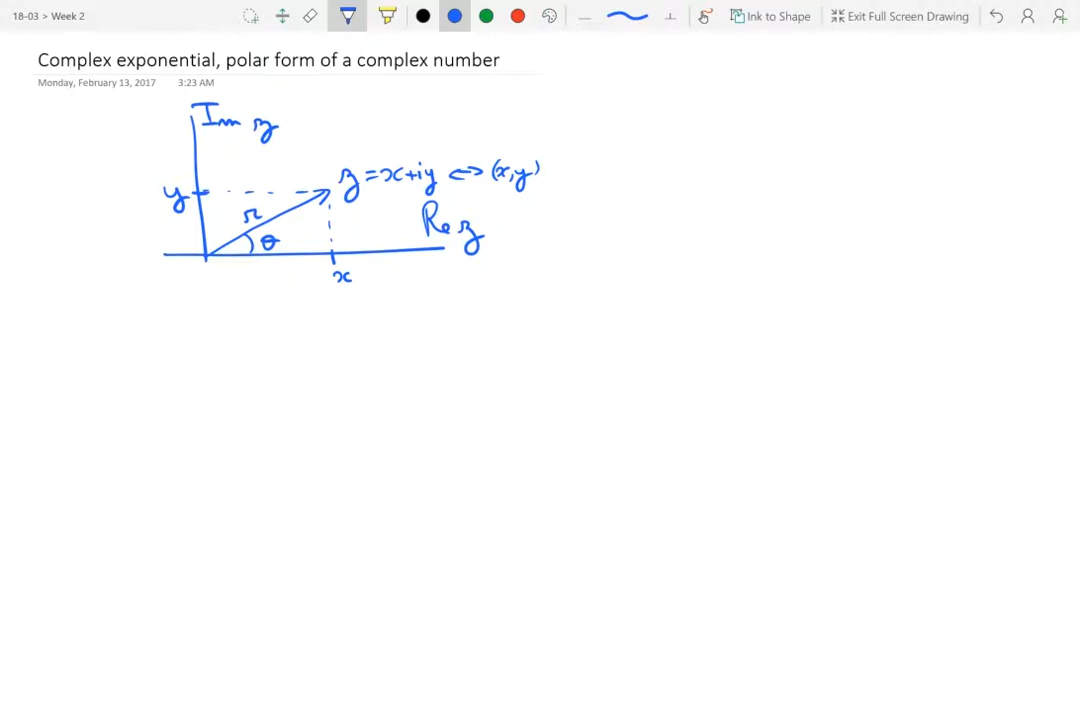 18-03 > Week 2
Ink to Shape
Exit Full Screen Drawing
Complex exponential, polar form of a complex number
Monday, February 13, 2017 3:23 AM
Im z
z = x+iy <-> (x,y)
y
r
θ
Re z
x